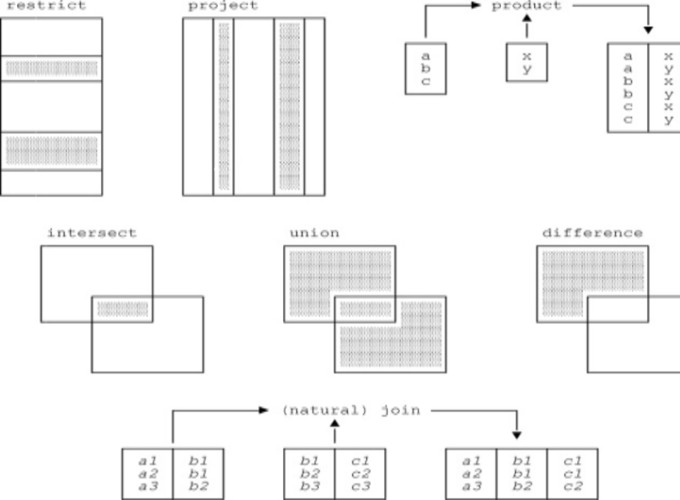 restrict
project
product
a
b
c
x
y
a x
a y
b x
b y
c x
c y
intersect
union
difference
(natural) join
a1 b1
a2 b1
a3 b2
b1 c1
b2 c2
b3 c3
a1 b1 c1
a2 b1 c1
a3 b2 c2